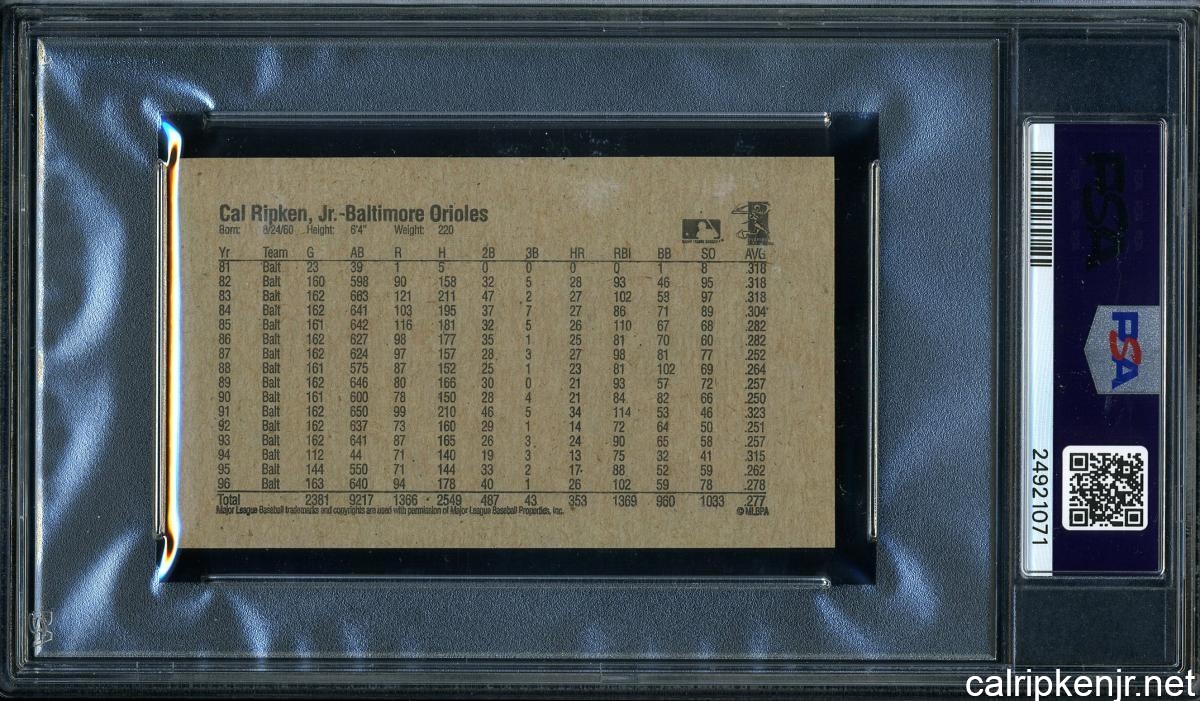 Cal Ripken, Jr.-Baltimore Orioles
Born: 8/24/60 Height: 6'4" Weight: 220
Yr Team G AB R H 2B 3B HR RBI BB SO AVG
81 Balt 23 39 1 5 0 0 0 0 1 8 .318
82 Balt 160 598 90 158 32 5 28 93 46 95 .318
83 Balt 162 663 121 211 47 2 27 102 58 97 .318
84 Balt 162 641 103 195 37 7 27 86 71 89 .304
85 Balt 161 642 116 181 32 5 26 110 67 68 .282
86 Balt 162 627 98 177 35 1 25 81 70 60 .282
87 Balt 162 624 97 157 28 3 27 98 81 77 .252
88 Balt 161 575 87 152 25 1 23 81 102 69 .264
89 Balt 162 646 80 166 30 0 21 93 57 72 .257
90 Balt 161 600 78 150 28 4 21 84 82 66 .250
91 Balt 162 650 99 210 46 5 34 114 53 46 .323
92 Balt 162 637 73 160 29 1 14 72 64 50 .251
93 Balt 162 641 87 165 26 3 24 90 65 58 .257
94 Balt 112 44 71 140 19 3 13 75 32 41 .315
95 Balt 144 550 71 144 33 2 17 88 52 59 .262
96 Balt 163 640 94 178 40 1 26 102 59 78 .278
Total 2381 9217 1366 2549 487 43 353 1369 960 1033 .277
Major League Baseball trademarks and copyrights are used with permission of Major League Baseball Properties, Inc. © MLBPA
PSA
PSA
24921071
PSA
calripkenjr.net